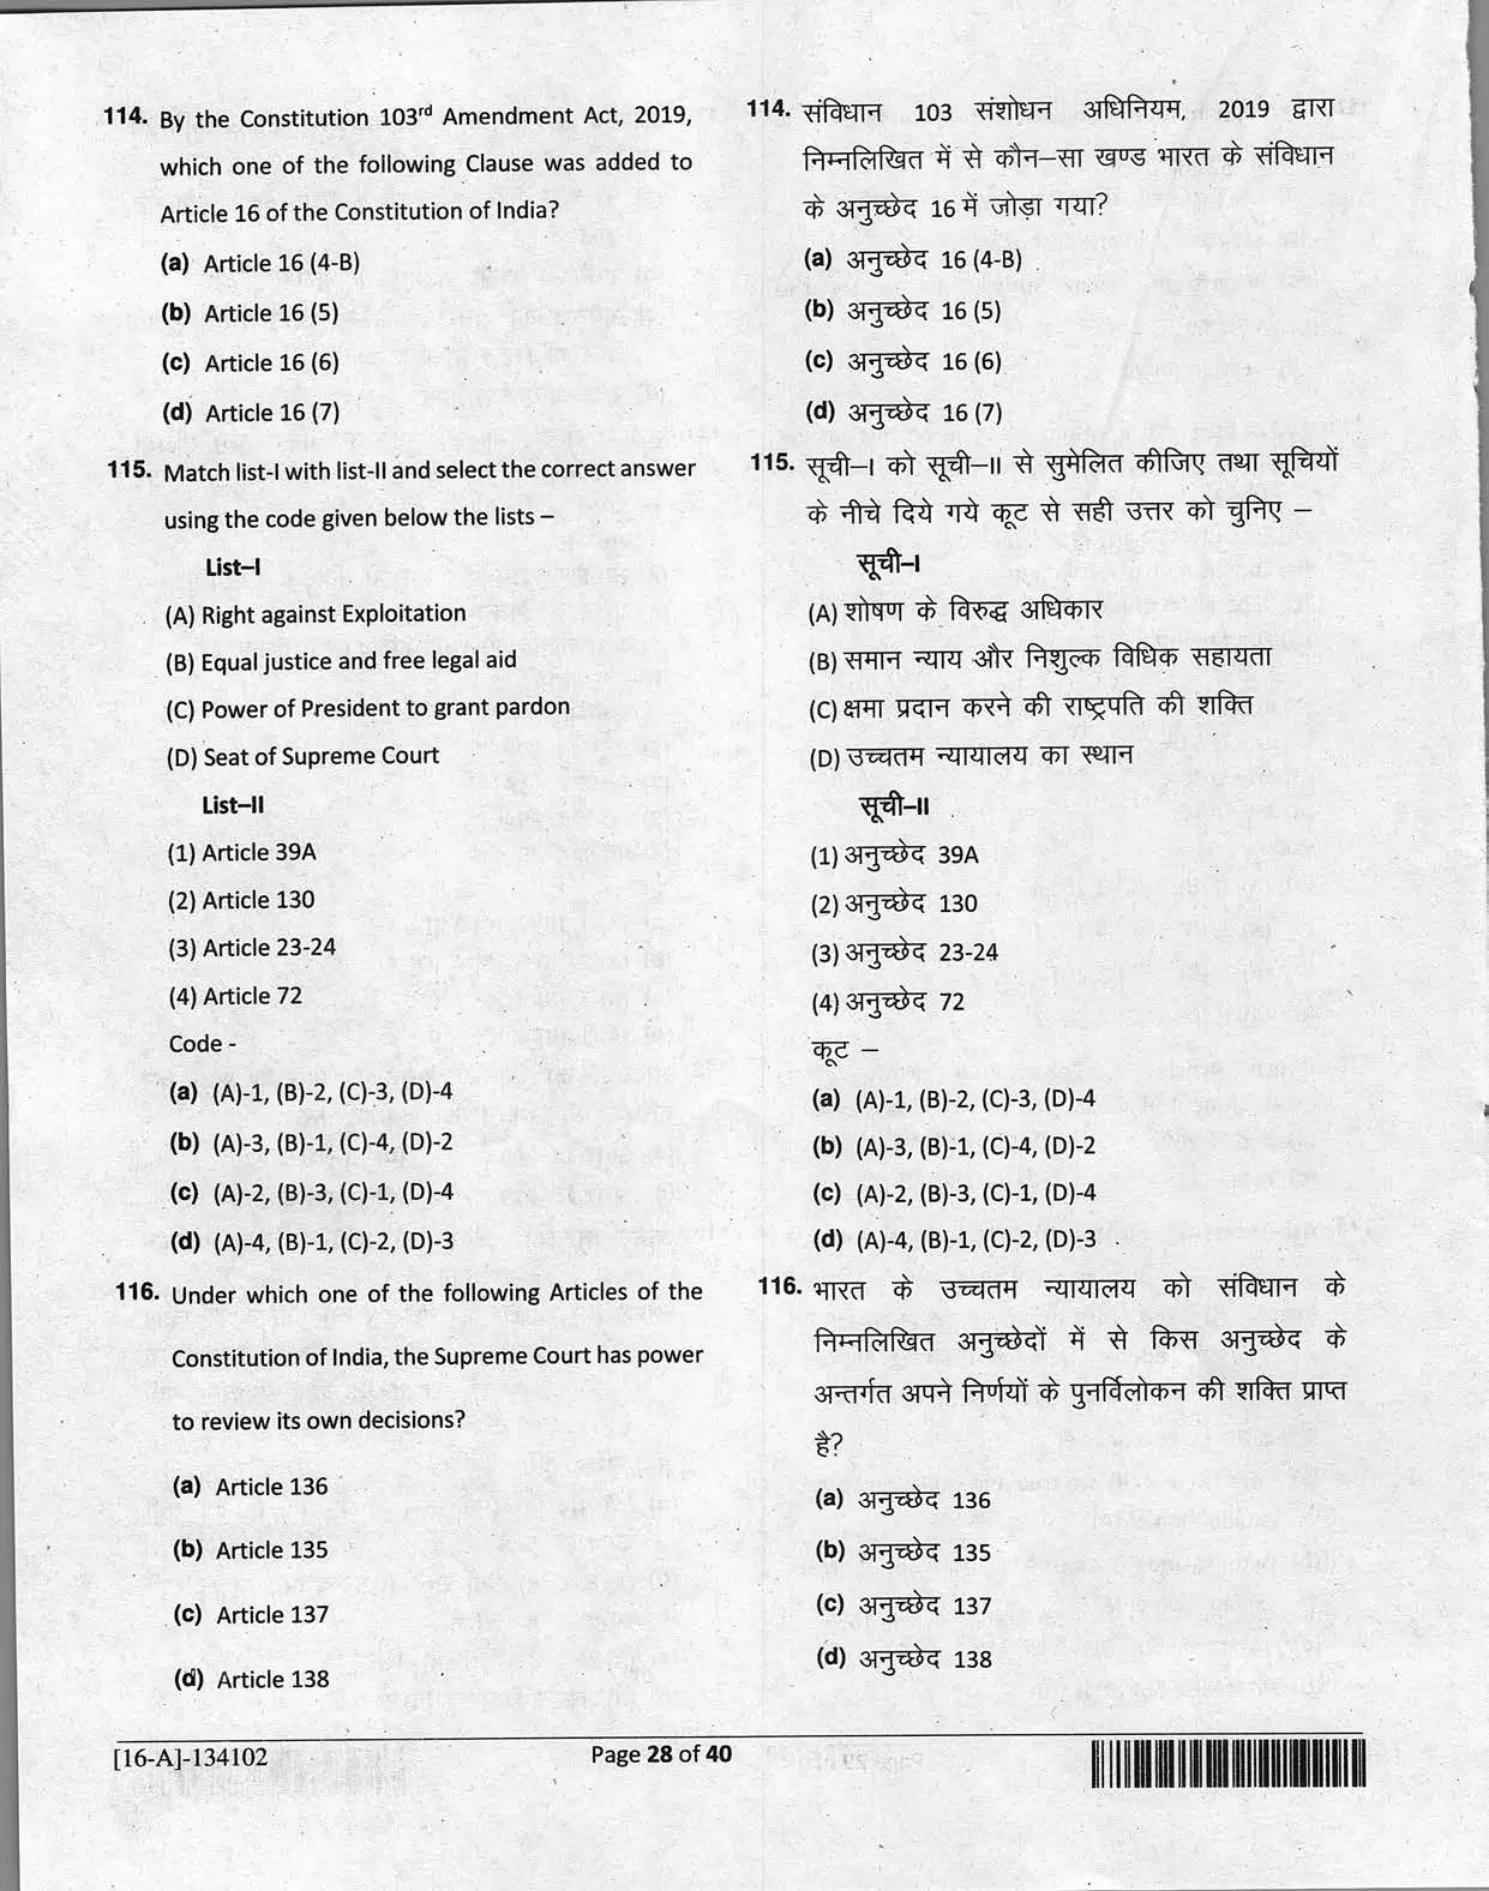 114. By the Constitution 103rd Amendment Act, 2019,
which one of the following Clause was added to
Article 16 of the Constitution of India?
(a) Article 16 (4-B)
(b) Article 16 (5)
(c) Article 16 (6)
(d) Article 16 (7)
115. Match list-I with list-II and select the correct answer
using the code given below the lists –
List–I
(A) Right against Exploitation
(B) Equal justice and free legal aid
(C) Power of President to grant pardon
(D) Seat of Supreme Court
List–II
(1) Article 39A
(2) Article 130
(3) Article 23-24
(4) Article 72
Code -
(a) (A)-1, (B)-2, (C)-3, (D)-4
(b) (A)-3, (B)-1, (C)-4, (D)-2
(c) (A)-2, (B)-3, (C)-1, (D)-4
(d) (A)-4, (B)-1, (C)-2, (D)-3
116. Under which one of the following Articles of the
Constitution of India, the Supreme Court has power
to review its own decisions?
(a) Article 136
(b) Article 135
(c) Article 137
(d) Article 138
114. संविधान 103 संशोधन अधिनियम, 2019 द्वारा
निम्नलिखित में से कौन–सा खण्ड भारत के संविधान
के अनुच्छेद 16 में जोड़ा गया?
(a) अनुच्छेद 16 (4-B)
(b) अनुच्छेद 16 (5)
(c) अनुच्छेद 16 (6)
(d) अनुच्छेद 16 (7)
115. सूची–I को सूची–II से सुमेलित कीजिए तथा सूचियों
के नीचे दिये गये कूट से सही उत्तर को चुनिए –
सूची–I
(A) शोषण के विरुद्ध अधिकार
(B) समान न्याय और निशुल्क विधिक सहायता
(C) क्षमा प्रदान करने की राष्ट्रपति की शक्ति
(D) उच्चतम न्यायालय का स्थान
सूची–II
(1) अनुच्छेद 39A
(2) अनुच्छेद 130
(3) अनुच्छेद 23-24
(4) अनुच्छेद 72
कूट –
(a) (A)-1, (B)-2, (C)-3, (D)-4
(b) (A)-3, (B)-1, (C)-4, (D)-2
(c) (A)-2, (B)-3, (C)-1, (D)-4
(d) (A)-4, (B)-1, (C)-2, (D)-3
116. भारत के उच्चतम न्यायालय को संविधान के
निम्नलिखित अनुच्छेदों में से किस अनुच्छेद के
अन्तर्गत अपने निर्णयों के पुनर्विलोकन की शक्ति प्राप्त
है?
(a) अनुच्छेद 136
(b) अनुच्छेद 135
(c) अनुच्छेद 137
(d) अनुच्छेद 138
[16-A]-134102
Page 28 of 40